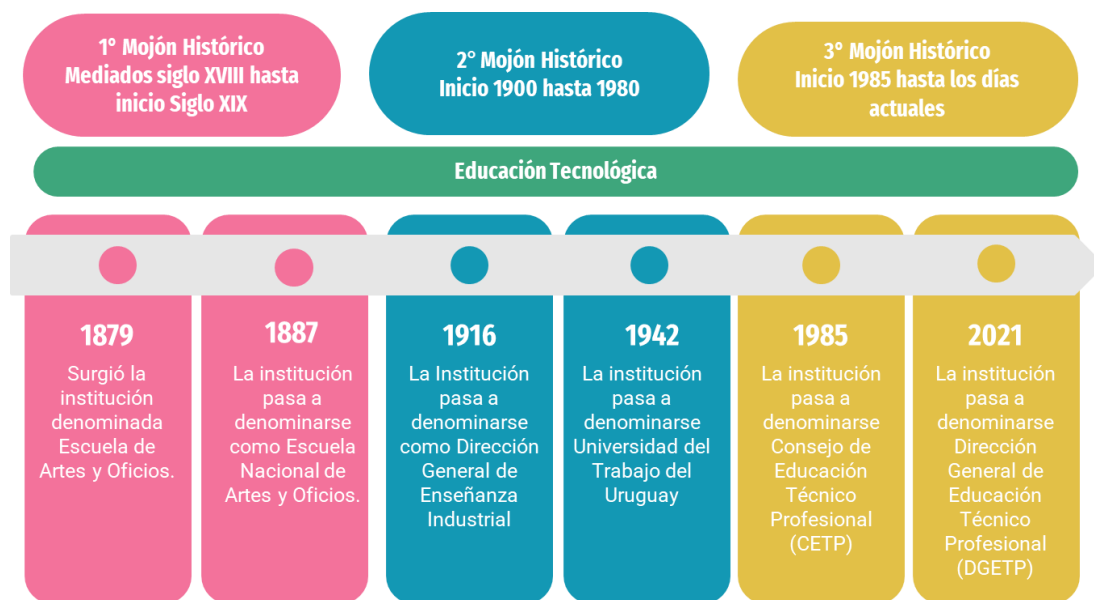 1° Mojón Histórico
Mediados siglo XVIII hasta
inicio Siglo XIX
2° Mojón Histórico
Inicio 1900 hasta 1980
3° Mojón Histórico
Inicio 1985 hasta los días
actuales
Educación Tecnológica
1879
Surgió la
institución
denominada
Escuela de
Artes y Oficios.
1887
La institución
pasa a
denominarse
como Escuela
Nacional de
Artes y Oficios.
1916
La Institución
pasa a
denominarse
como Dirección
General de
Enseñanza
Industrial
1942
La institución
pasa a
denominarse
Universidad del
Trabajo del
Uruguay
1985
La institución
pasa a
denominarse
Consejo de
Educación
Técnico
Profesional
(CETP)
2021
La institución
pasa a
denominarse
Dirección
General de
Educación
Técnico
Profesional
(DGETP)